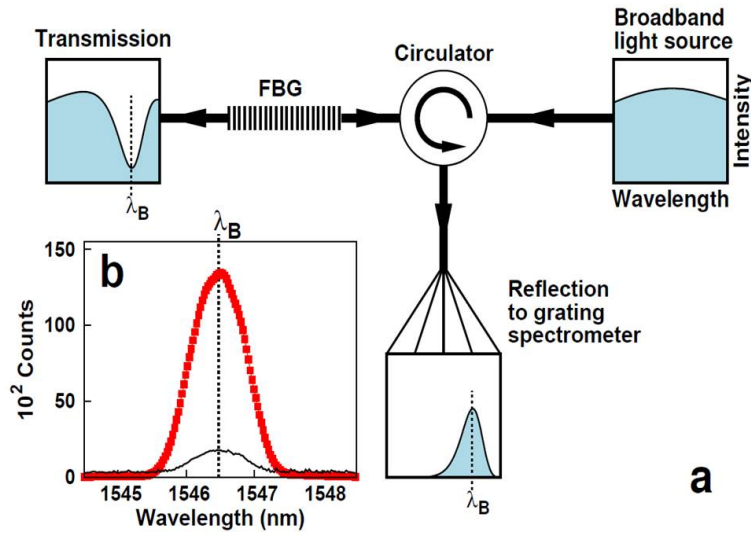 Transmission
Circulator
Broadband
light source
FBG
Intensity
Wavelength
λB
λB
b
150
100
50
0
10² Counts
1545 1546 1547 1548
Wavelength (nm)
Reflection
to grating
spectrometer
λB
a